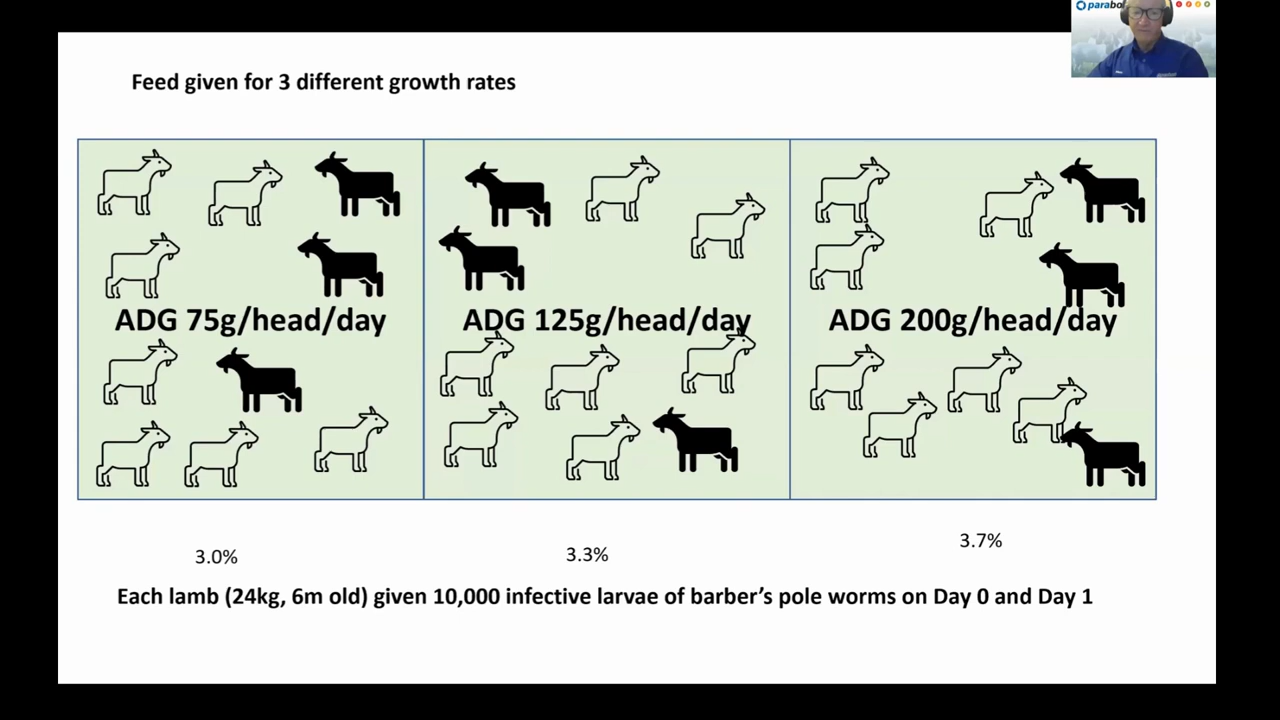 Feed given for 3 different growth rates
ADG 75g/head/day
ADG 125g/head/day
ADG 200g/head/day
3.0%
3.3%
3.7%
Each lamb (24kg, 6m old) given 10,000 infective larvae of barber's pole worms on Day 0 and Day 1